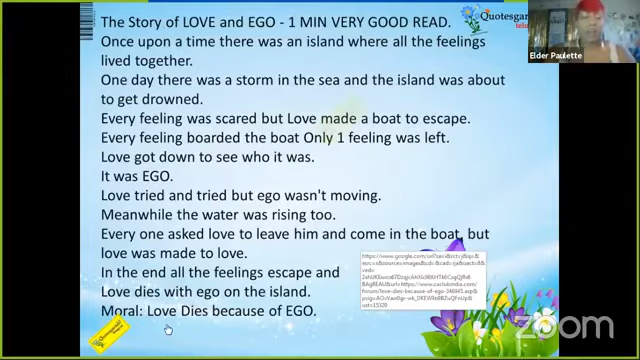 The Story of LOVE and EGO - 1 MIN VERY GOOD READ.
Once upon a time there was an island where all the feelings
lived together.
One day there was a storm in the sea and the island was about
to get drowned.
Every feeling was scared but Love made a boat to escape.
Every feeling boarded the boat Only 1 feeling was left.
Love got down to see who it was.
It was EGO.
Love tried and tried but ego wasn't moving.
Meanwhile the water was rising too.
Every one asked love to leave him and come in the boat, but
love was made to love.
In the end all the feelings escape and
Love dies with ego on the island.
Moral: Love Dies because of EGO.
Elder Paulette
zoom